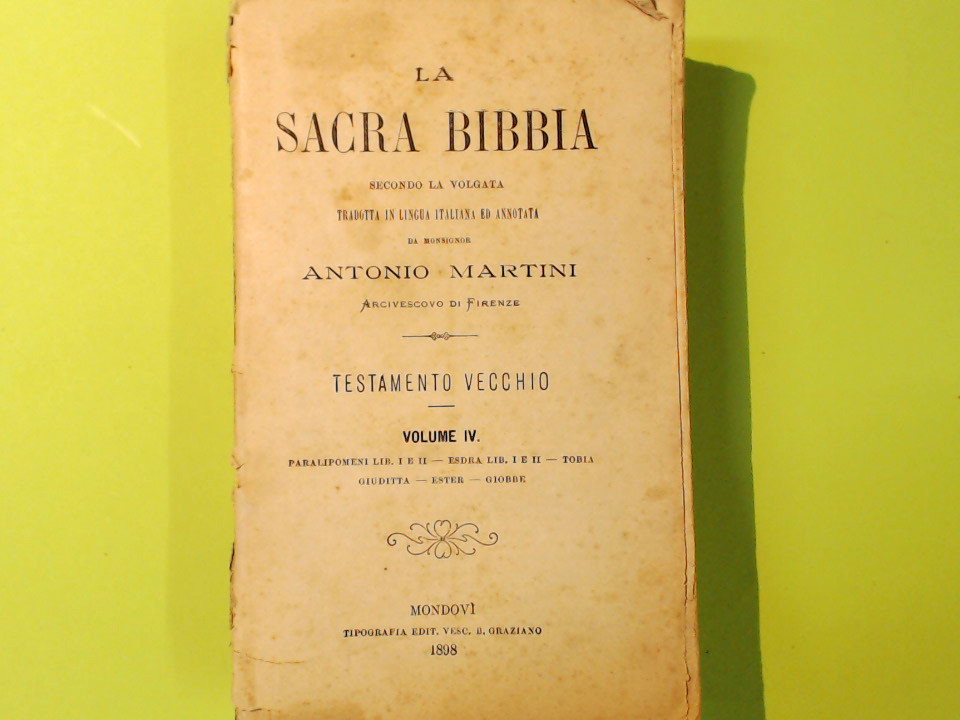 LA
SACRA BIBBIA
SECONDO LA VOLGATA
TRADOTTA IN LINGUA ITALIANA ED ANNOTATA
DA MONSIGNOR
ANTONIO MARTINI
ARCIVESCOVO DI FIRENZE
TESTAMENTO VECCHIO
VOLUME IV.
PARALIPOMENI LIB. I E II — ESDRA LIB. I E II — TOBIA
GIUDITTA — ESTER — GIOBBE
MONDOVÌ
TIPOGRAFIA EDIT. VESC. B. GRAZIANO
1898